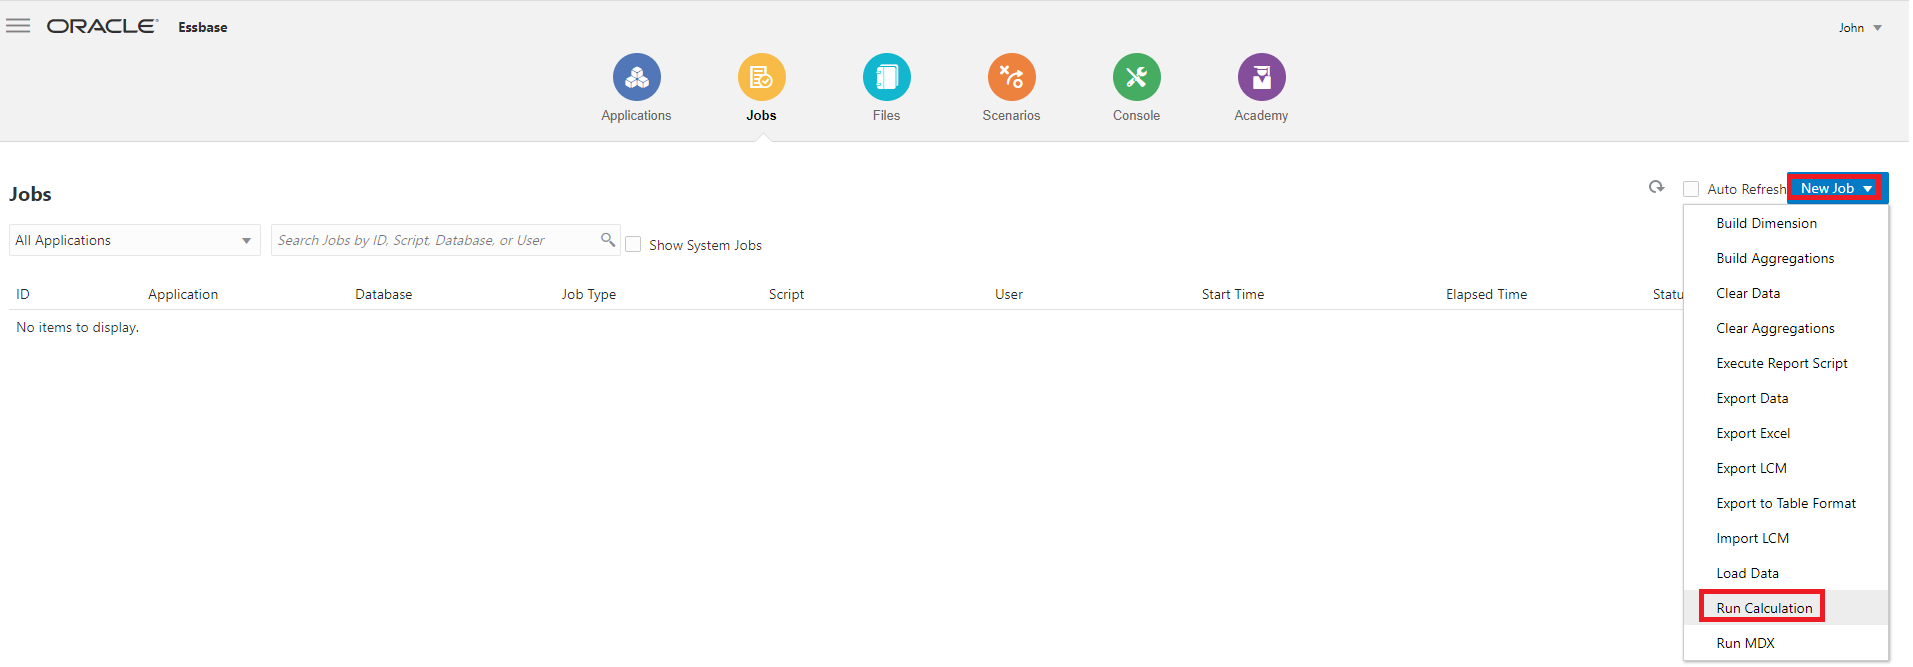 ORACLE Essbase
John
Applications Jobs Files Scenarios Console Academy
Jobs
Auto Refresh New Job
All Applications Search Jobs by ID, Script, Database, or User Show System Jobs
ID Application Database Job Type Script User Start Time Elapsed Time Statu
No items to display.
Build Dimension
Build Aggregations
Clear Data
Clear Aggregations
Execute Report Script
Export Data
Export Excel
Export LCM
Export to Table Format
Import LCM
Load Data
Run Calculation
Run MDX